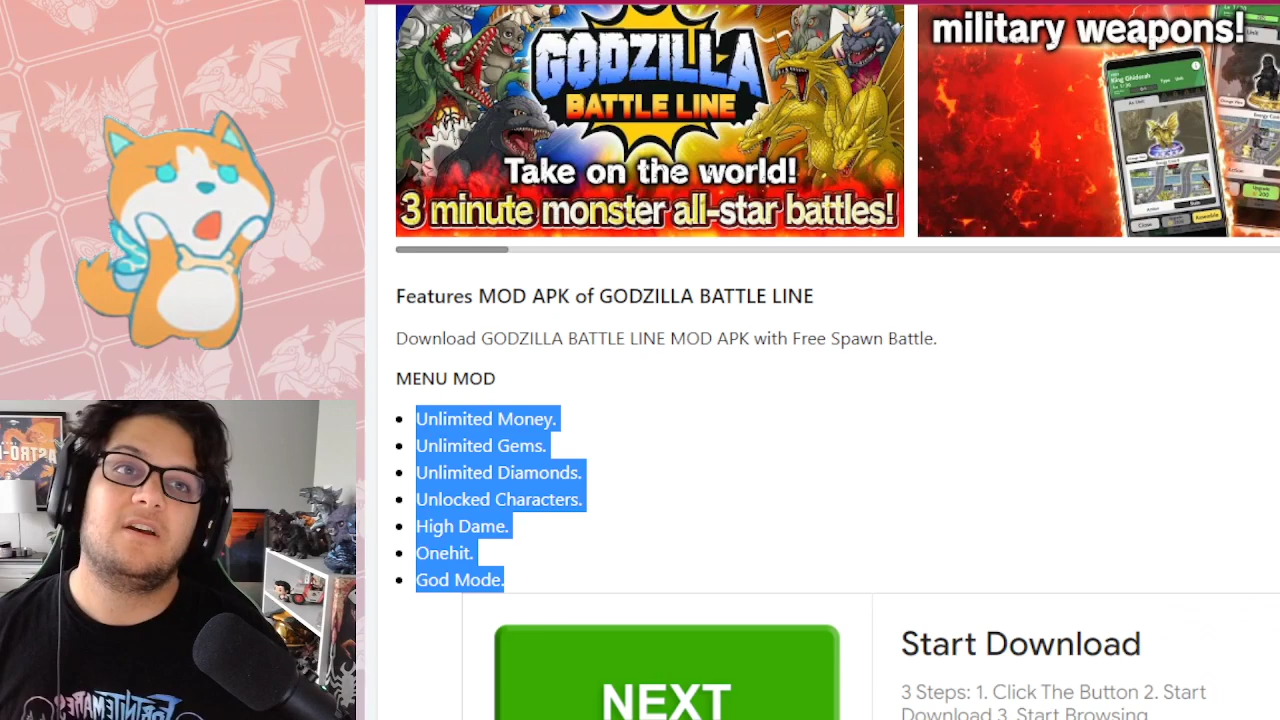 GODZILLA
BATTLE LINE
Take on the world!
3 minute monster all-star battles!
military weapons!
King Ghidorah
Features MOD APK of GODZILLA BATTLE LINE
Download GODZILLA BATTLE LINE MOD APK with Free Spawn Battle.
MENU MOD
Unlimited Money.
Unlimited Gems.
Unlimited Diamonds.
Unlocked Characters.
High Dame.
Onehit.
God Mode.
NEXT
Start Download
3 Steps: 1. Click The Button 2. Start
Download 3. Start Browsing